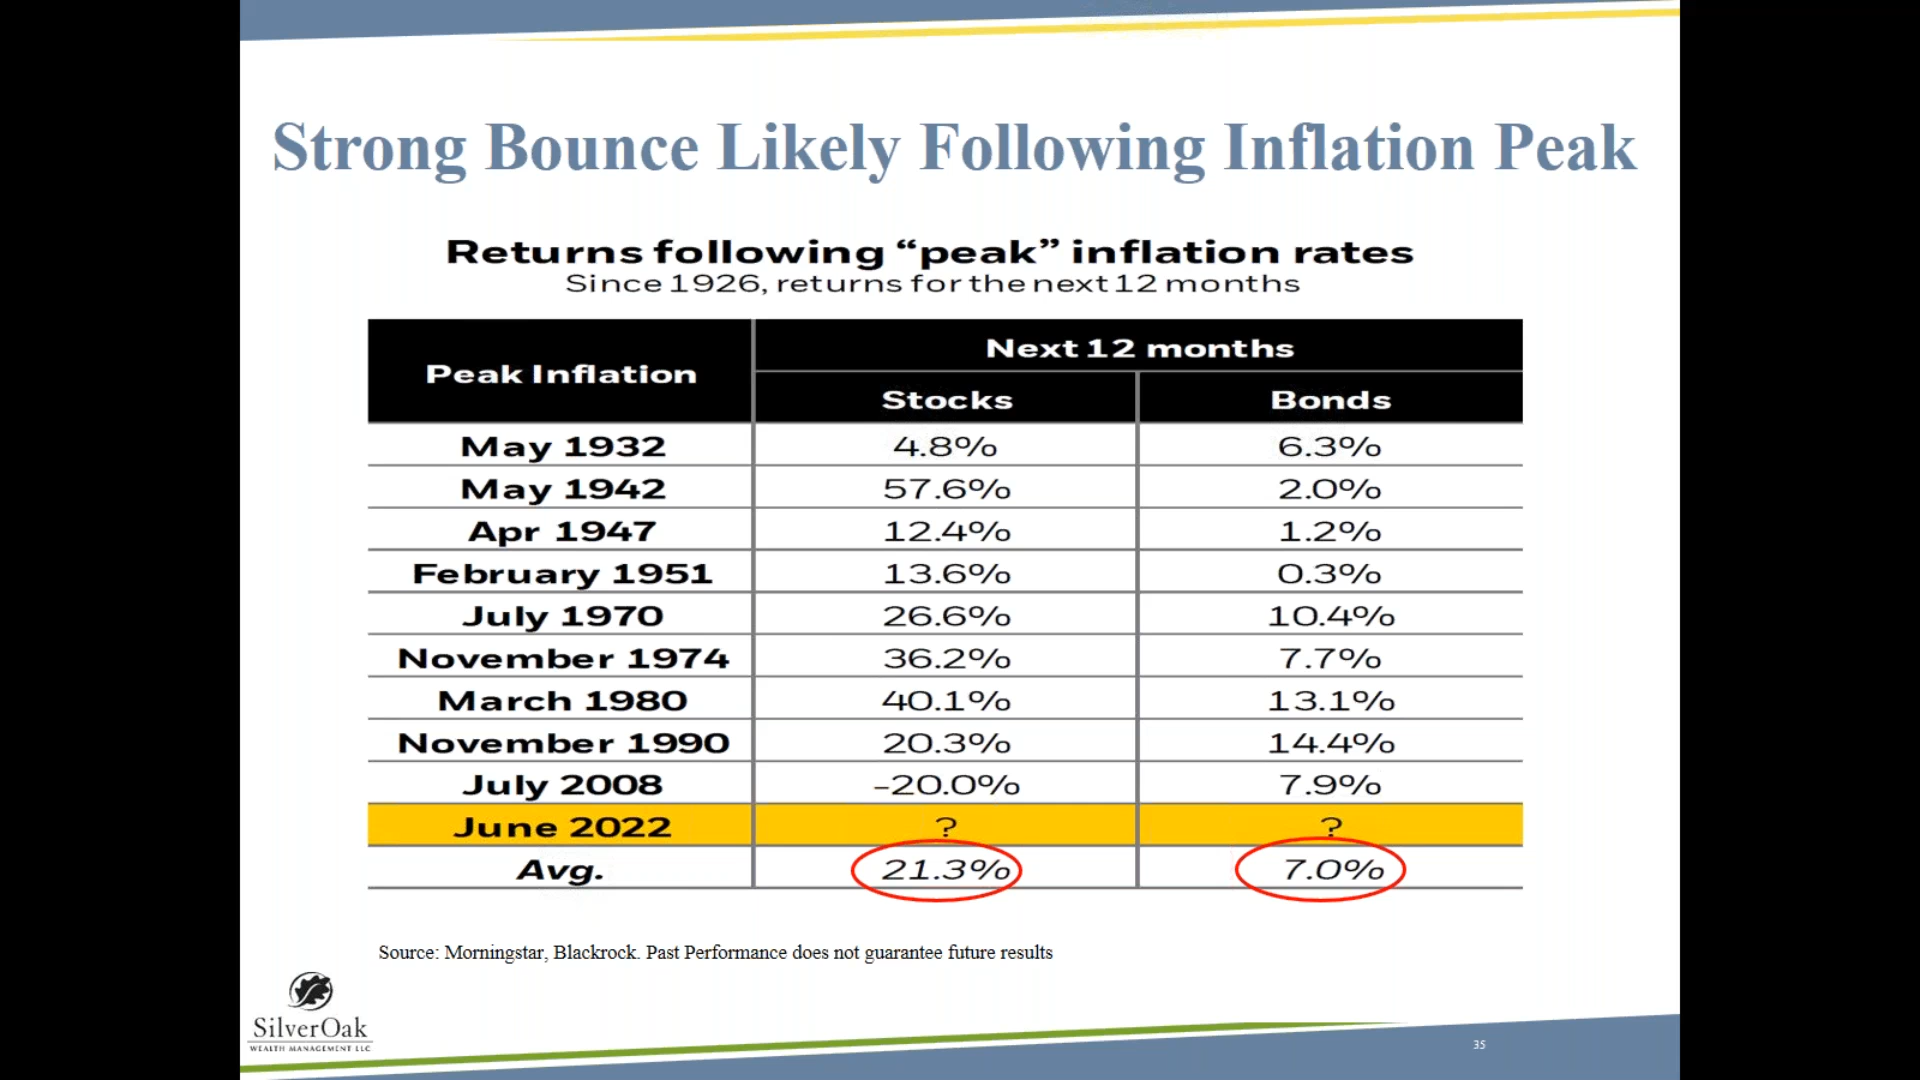 Strong Bounce Likely Following Inflation Peak
Returns following “peak” inflation rates
Since 1926, returns for the next 12 months
Peak Inflation
Next 12 months
Stocks Bonds
May 1932 4.8% 6.3%
May 1942 57.6% 2.0%
Apr 1947 12.4% 1.2%
February 1951 13.6% 0.3%
July 1970 26.6% 10.4%
November 1974 36.2% 7.7%
March 1980 40.1% 13.1%
November 1990 20.3% 14.4%
July 2008 -20.0% 7.9%
June 2022 ? ?
Avg. 21.3% 7.0%
Source: Morningstar, Blackrock. Past Performance does not guarantee future results
SilverOak
WEALTH MANAGEMENT LLC
35